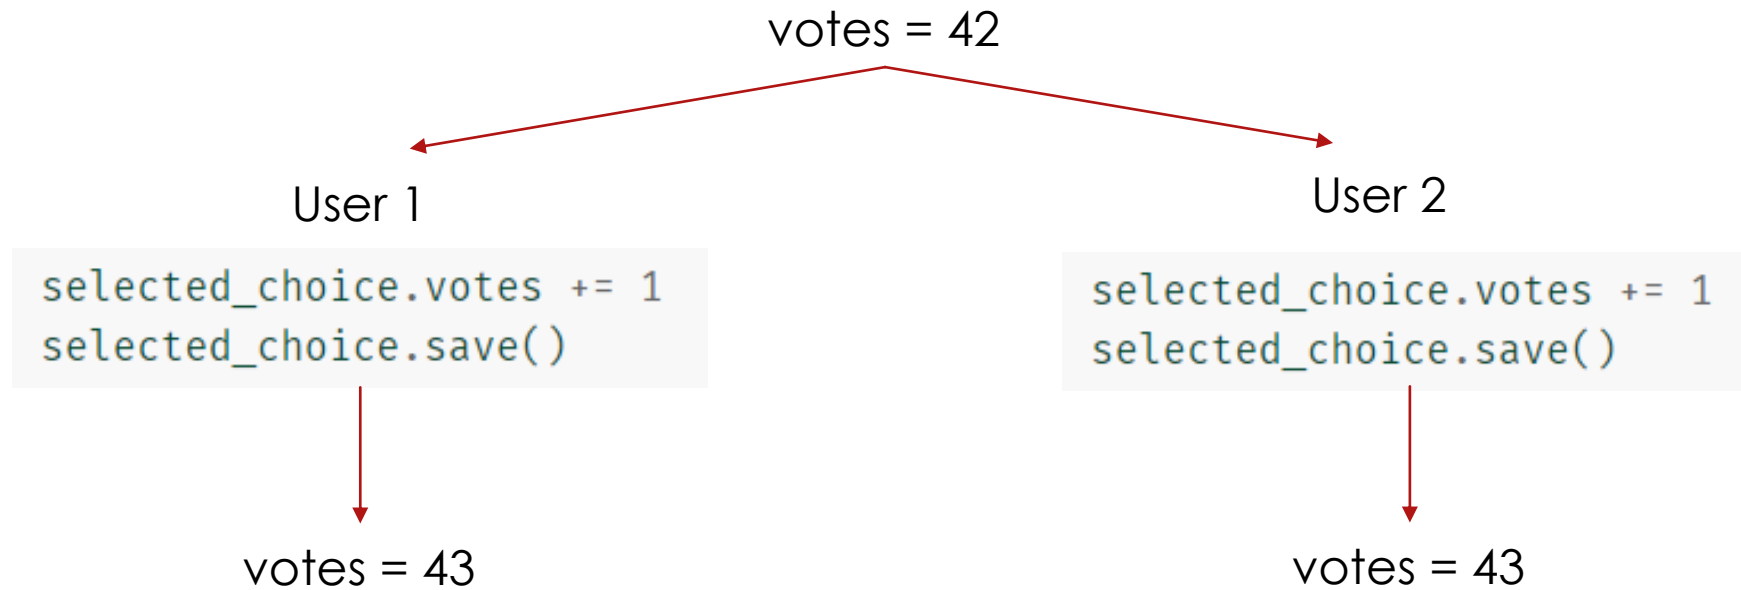 votes = 42
User 1
selected_choice.votes += 1
selected_choice.save()
votes = 43
User 2
selected_choice.votes += 1
selected_choice.save()
votes = 43